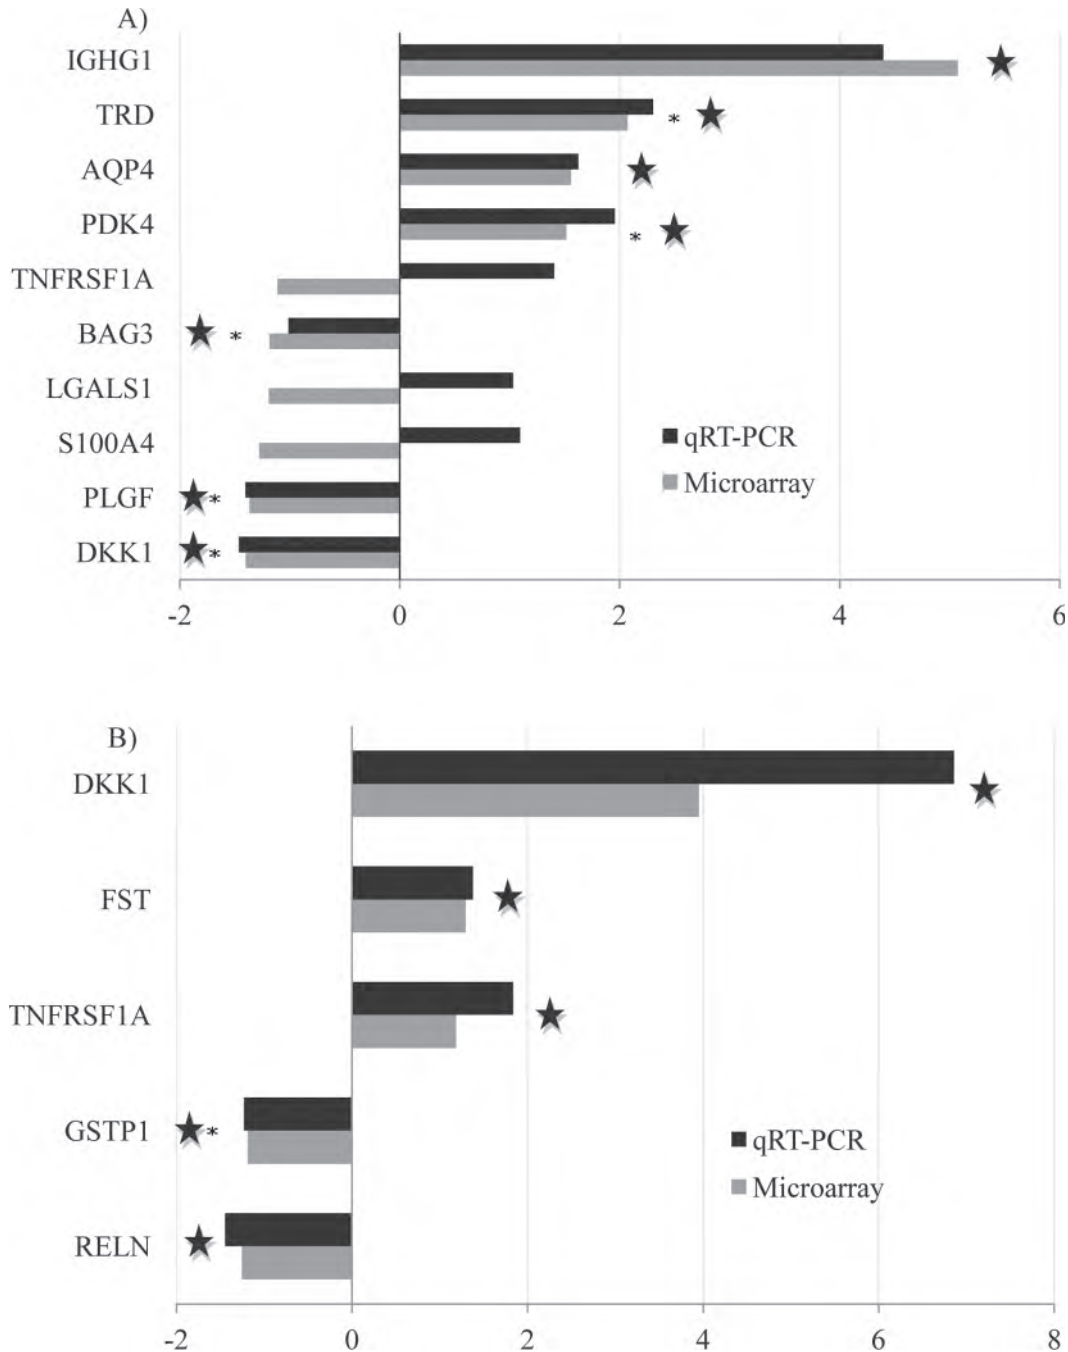 A)
IGHG1
TRD
*
AQP4
PDK4
*
TNFRSF1A
BAG3
*
LGALS1
S100A4
qRT-PCR
Microarray
PLGF
*
DKK1
*
-2 0 2 4 6
B)
DKK1
FST
TNFRSF1A
GSTP1
*
qRT-PCR
Microarray
RELN
-2 0 2 4 6 8